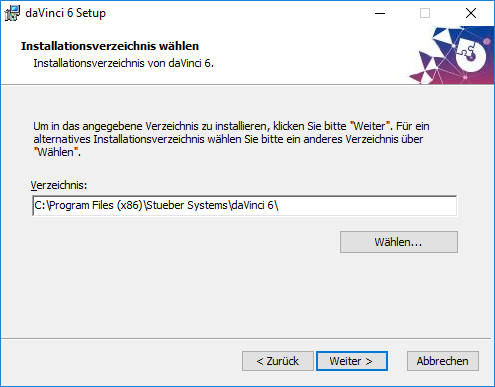 daVinci 6 Setup
Installationsverzeichnis wählen
Installationsverzeichnis von daVinci 6.
Um in das angegebene Verzeichnis zu installieren, klicken Sie bitte "Weiter". Für ein
alternatives Installationsverzeichnis wählen Sie bitte ein anderes Verzeichnis über
"Wählen".
Verzeichnis:
C:\Program Files (x86)\Stueber Systems\daVinci 6\
Wählen...
< Zurück
Weiter >
Abbrechen